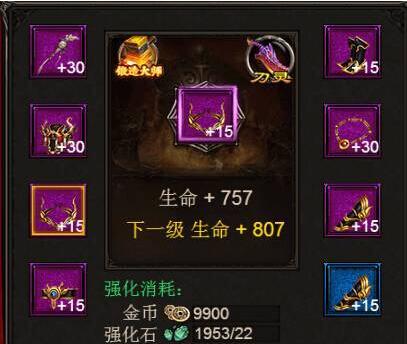 +30
+15
锻造大师
刀灵
+15
+30
+30
生命 + 757
+15
+15
下一级 生命 + 807
强化消耗：
+15
+15
金币 9900
强化石 1953/22